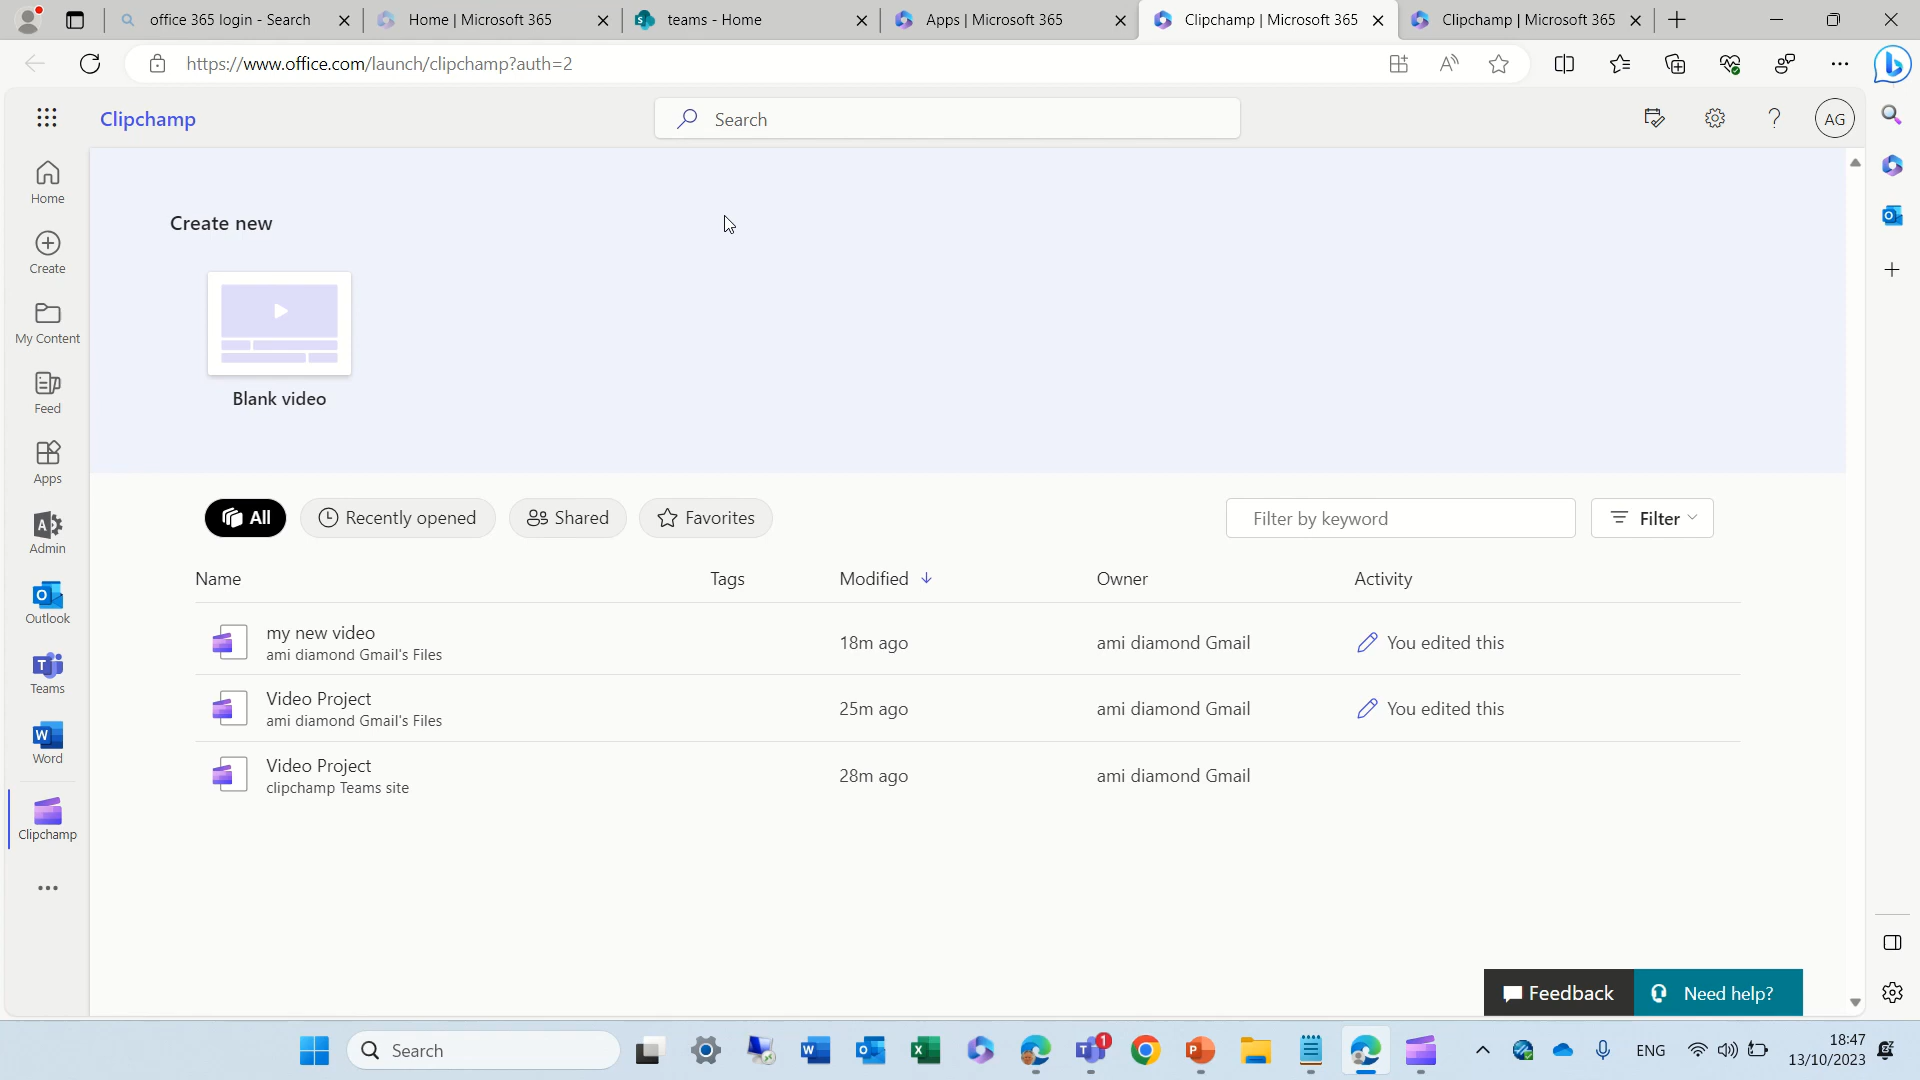 office 365 login - Search
Home | Microsoft 365
teams - Home
Apps | Microsoft 365
Clipchamp | Microsoft 365
Clipchamp | Microsoft 365
https://www.office.com/launch/clipchamp?auth=2
Clipchamp
Search
AG
Home
Create
My Content
Feed
Apps
Admin
Outlook
Teams
Word
Clipchamp
Create new
Blank video
All
Recently opened
Shared
Favorites
Filter by keyword
Filter
Name
Tags
Modified
Owner
Activity
my new video
ami diamond Gmail's Files
18m ago
ami diamond Gmail
You edited this
Video Project
ami diamond Gmail's Files
25m ago
ami diamond Gmail
You edited this
Video Project
clipchamp Teams site
28m ago
ami diamond Gmail
Feedback
Need help?
Search
1
ENG
18:47
13/10/2023